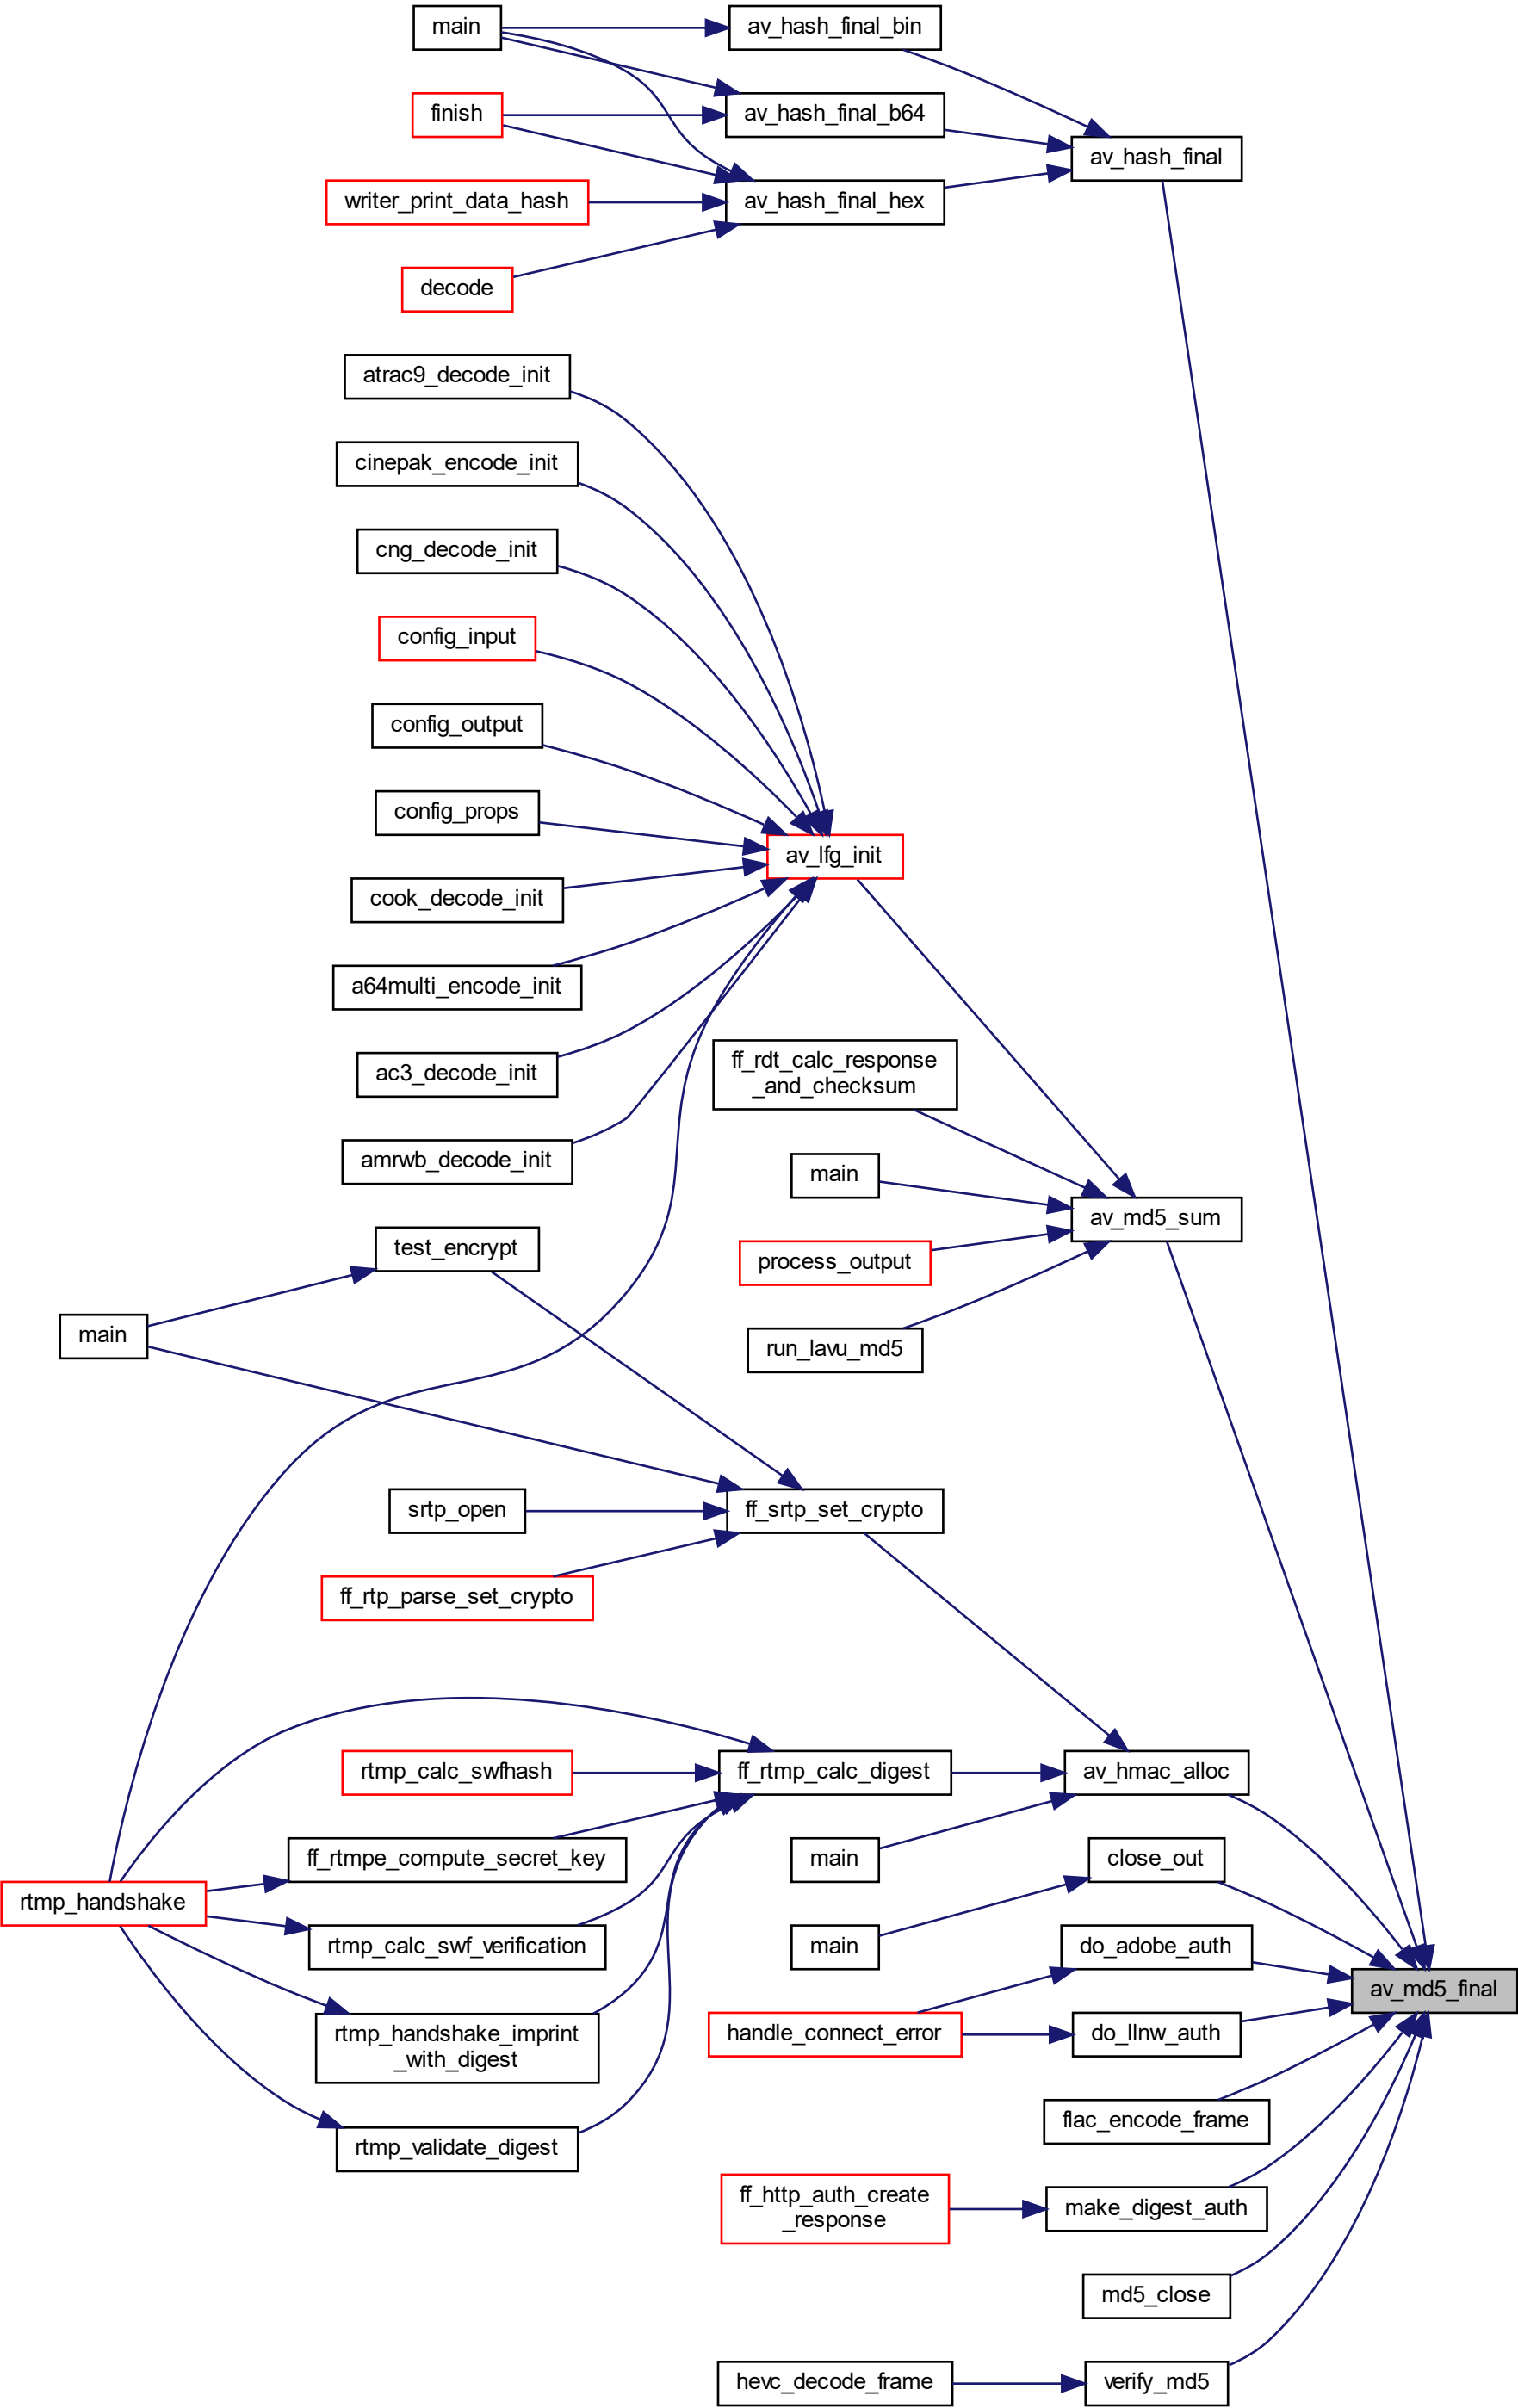 main
av_hash_final_bin
finish
av_hash_final_b64
av_hash_final
writer_print_data_hash
av_hash_final_hex
decode
atrac9_decode_init
cinepak_encode_init
cng_decode_init
config_input
config_output
config_props
av_lfg_init
cook_decode_init
a64multi_encode_init
ac3_decode_init
ff_rdt_calc_response
_and_checksum
amrwb_decode_init
main
av_md5_sum
test_encrypt
process_output
main
run_lavu_md5
srtp_open
ff_srtp_set_crypto
ff_rtp_parse_set_crypto
rtmp_calc_swfhash
ff_rtmp_calc_digest
av_hmac_alloc
ff_rtmpe_compute_secret_key
main
close_out
rtmp_handshake
rtmp_calc_swf_verification
main
do_adobe_auth
av_md5_final
rtmp_handshake_imprint
_with_digest
handle_connect_error
do_llnw_auth
flac_encode_frame
rtmp_validate_digest
ff_http_auth_create
_response
make_digest_auth
md5_close
hevc_decode_frame
verify_md5